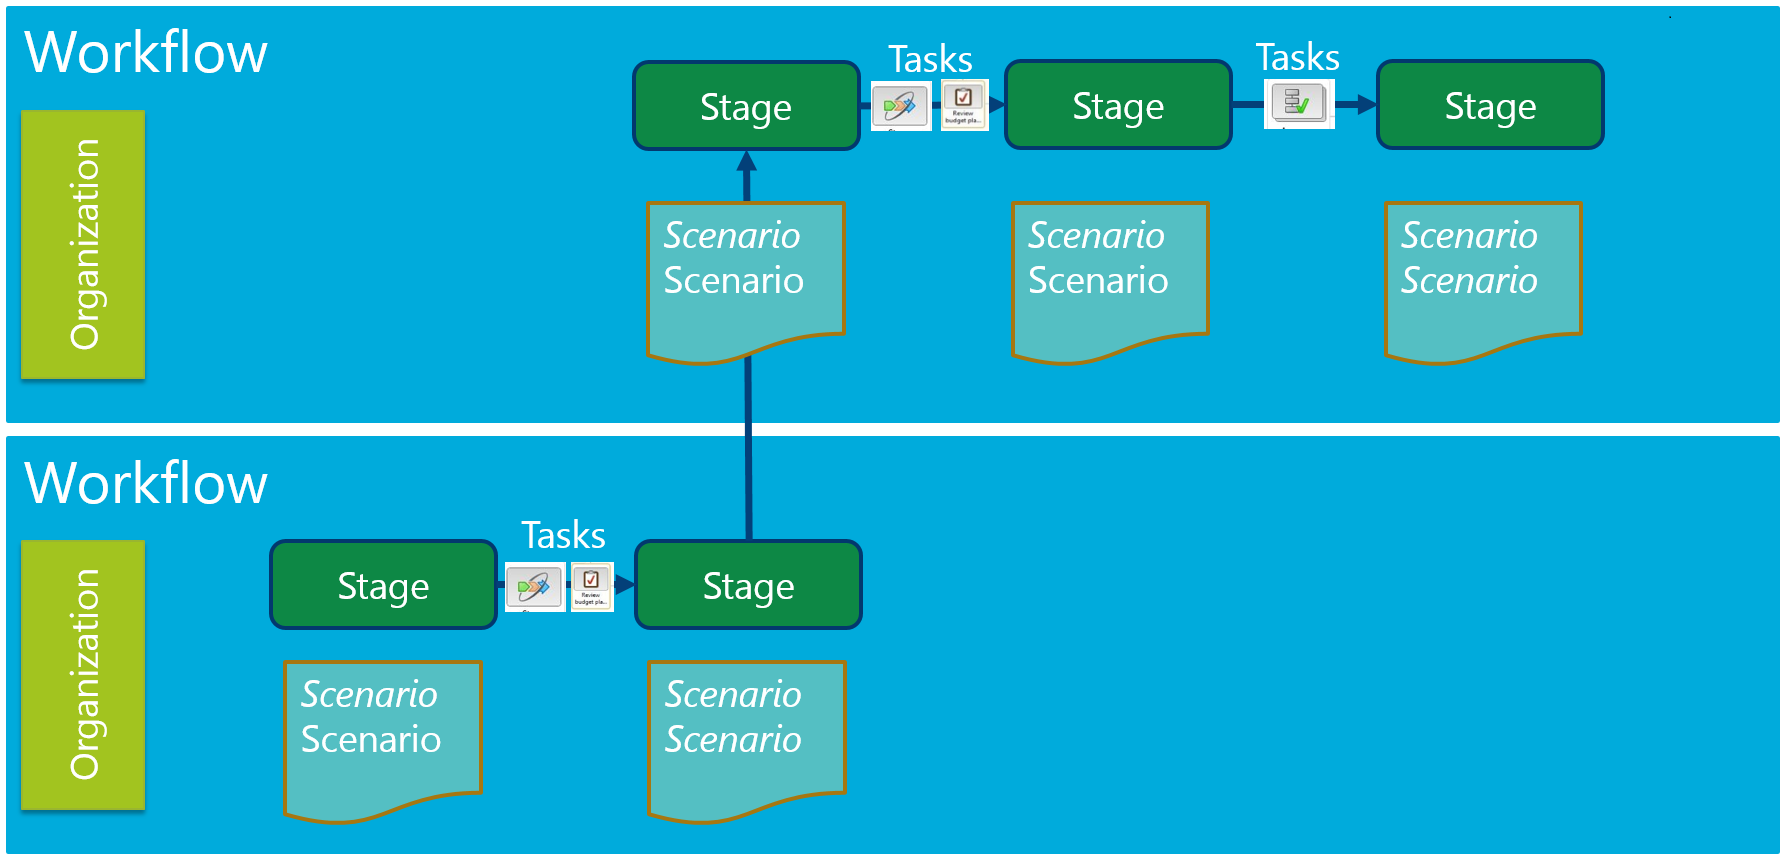 Workflow
Organization
Tasks
Tasks
Stage
Stage
Stage
Review
budget pla...
Scenario
Scenario
Scenario
Scenario
Scenario
Scenario
Workflow
Organization
Tasks
Stage
Stage
Review
budget pla...
Scenario
Scenario
Scenario
Scenario